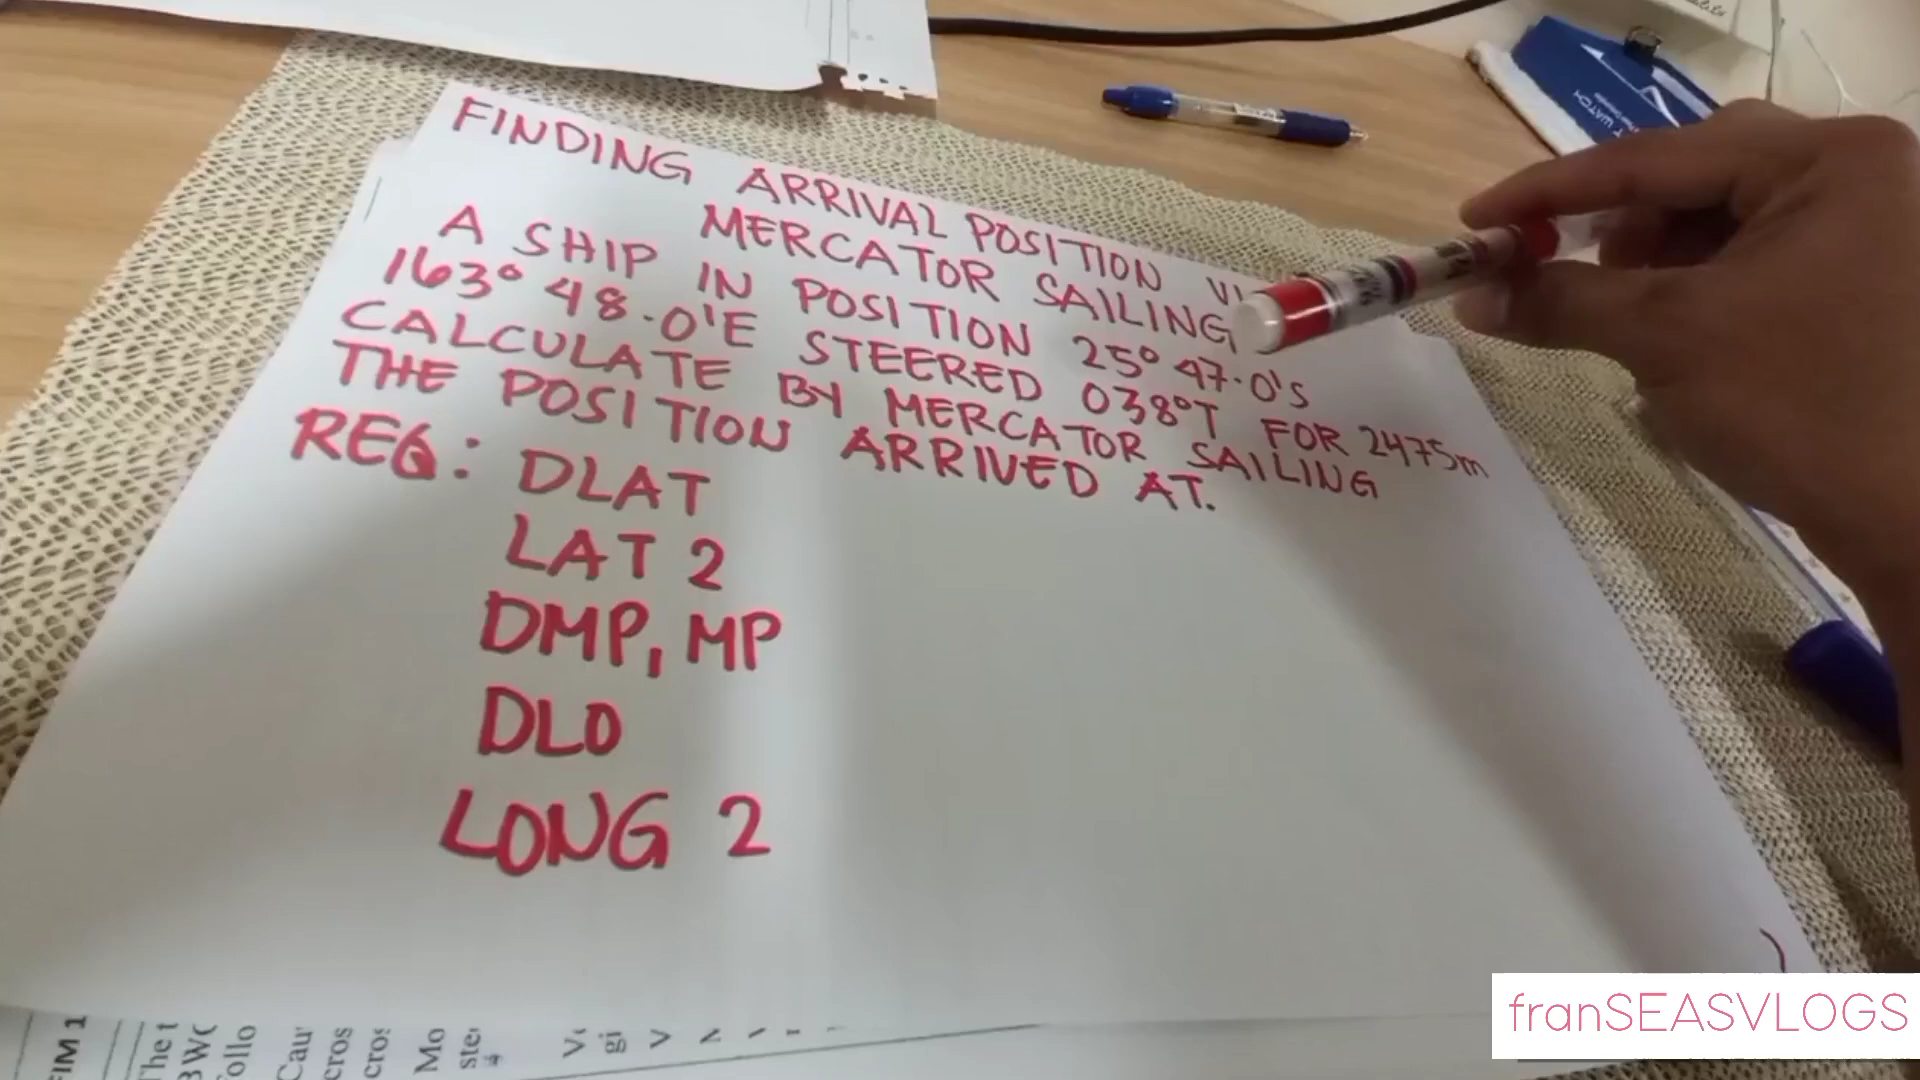 FINDING ARRIVAL POSITION
MERCATOR SAILING
A SHIP IN POSITION 25° 47.0'S
163° 48.0'E STEERED 038°T FOR 2475m
CALCULATE BY MERCATOR SAILING
THE POSITION ARRIVED AT.
REQ: DLAT
LAT 2
DMP, MP
DLO
LONG 2
franSEASVLOGS